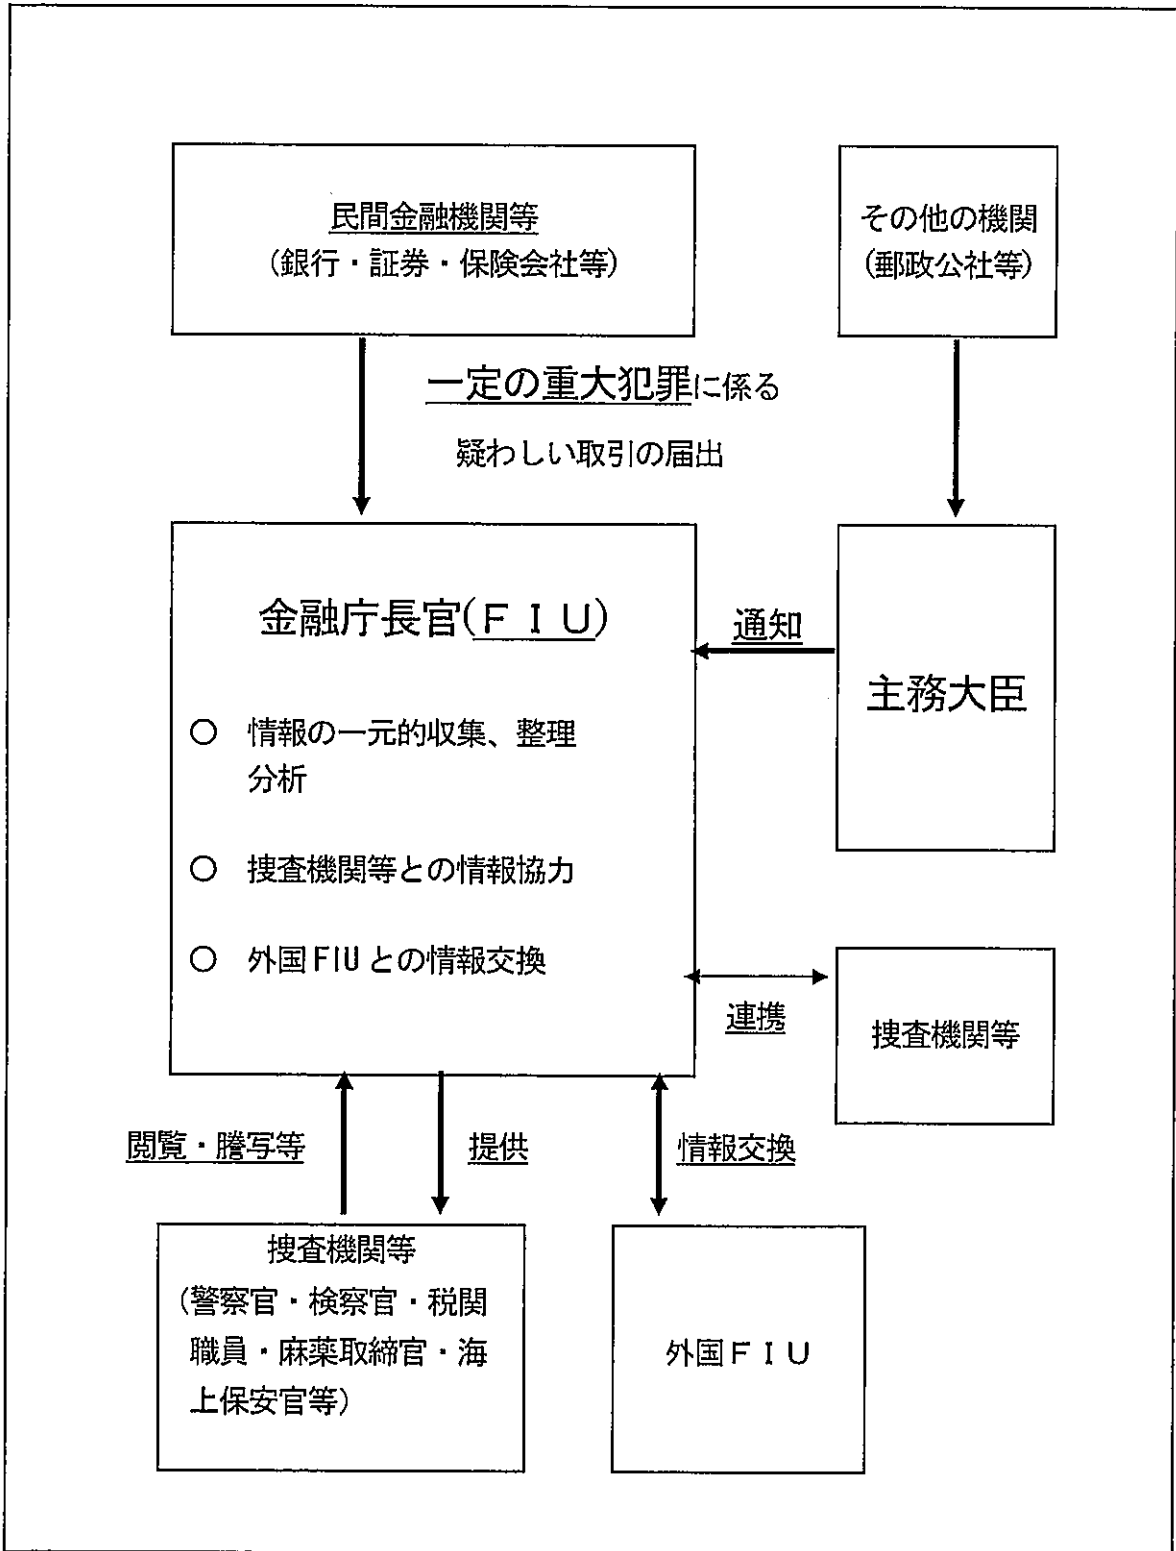 民間金融機関等
（銀行・証券・保険会社等）
その他の機関
（郵政公社等）
一定の重大犯罪に係る
疑わしい取引の届出
金融庁長官（ＦＩＵ）
○ 情報の一元的収集、整理
分析
○ 捜査機関等との情報協力
○ 外国FIUとの情報交換
通知
主務大臣
連携
捜査機関等
閲覧・謄写等
提供
情報交換
捜査機関等
（警察官・検察官・税関
職員・麻薬取締官・海
上保安官等）
外国ＦＩＵ